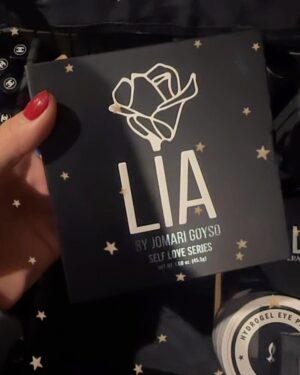 LIA
BY JOMARI GOYSO
SELF LOVE SERIES
HYDROGEL EYE P